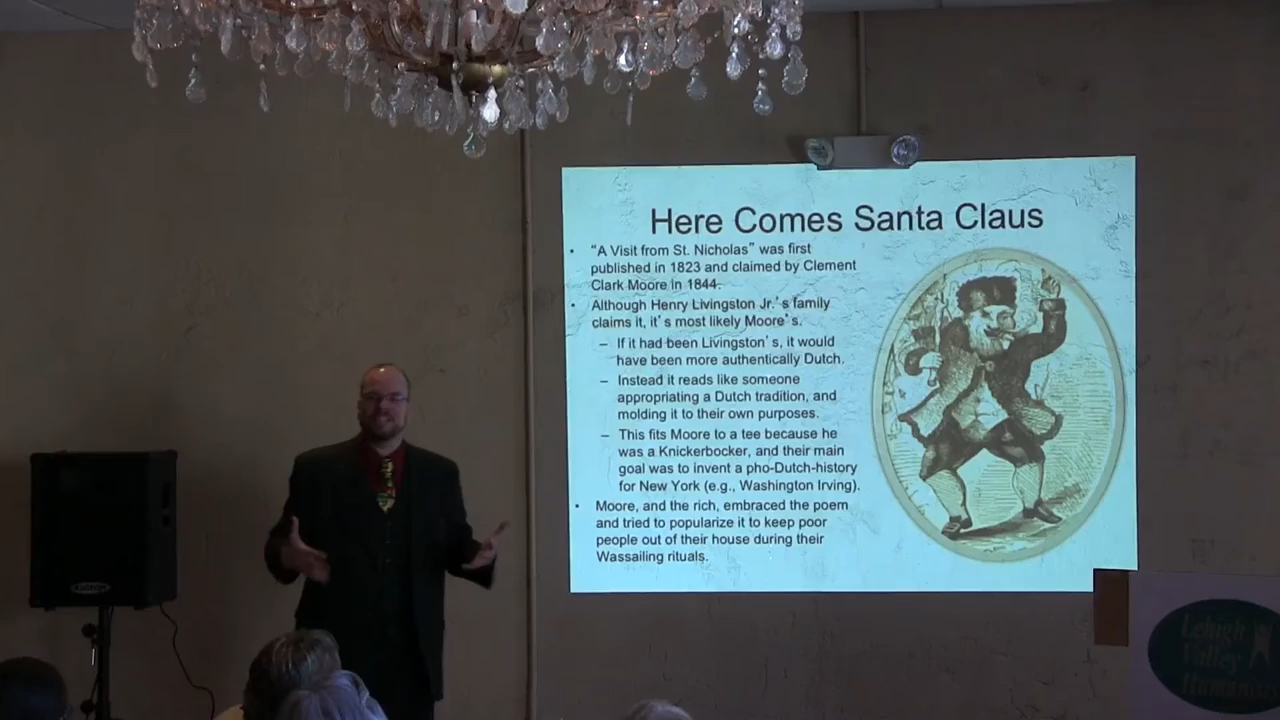 Here Comes Santa Claus
• “A Visit from St. Nicholas” was first
published in 1823 and claimed by Clement
Clark Moore in 1844.
• Although Henry Livingston Jr.’s family
claims it, it’s most likely Moore’s.
– If it had been Livingston’s, it would
have been more authentically Dutch.
– Instead it reads like someone
appropriating a Dutch tradition, and
molding it to their own purposes.
– This fits Moore to a tee because he
was a Knickerbocker, and their main
goal was to invent a pho-Dutch-history
for New York (e.g., Washington Irving).
• Moore, and the rich, embraced the poem
and tried to popularize it to keep poor
people out of their house during their
Wassailing rituals.
Lehigh
Valley